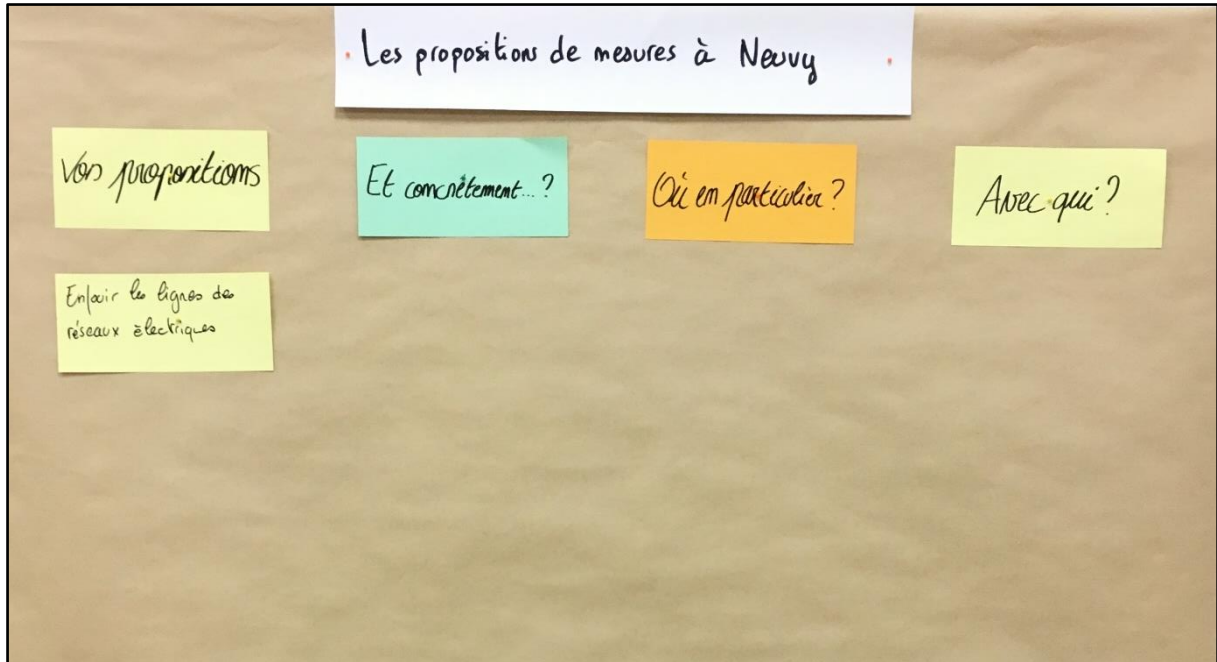 Les propositions de mesures à Neuvy
Vos propositions
Et concrètement...?
Où en particulier?
Avec qui?
Enfouir les lignes des
réseaux électriques